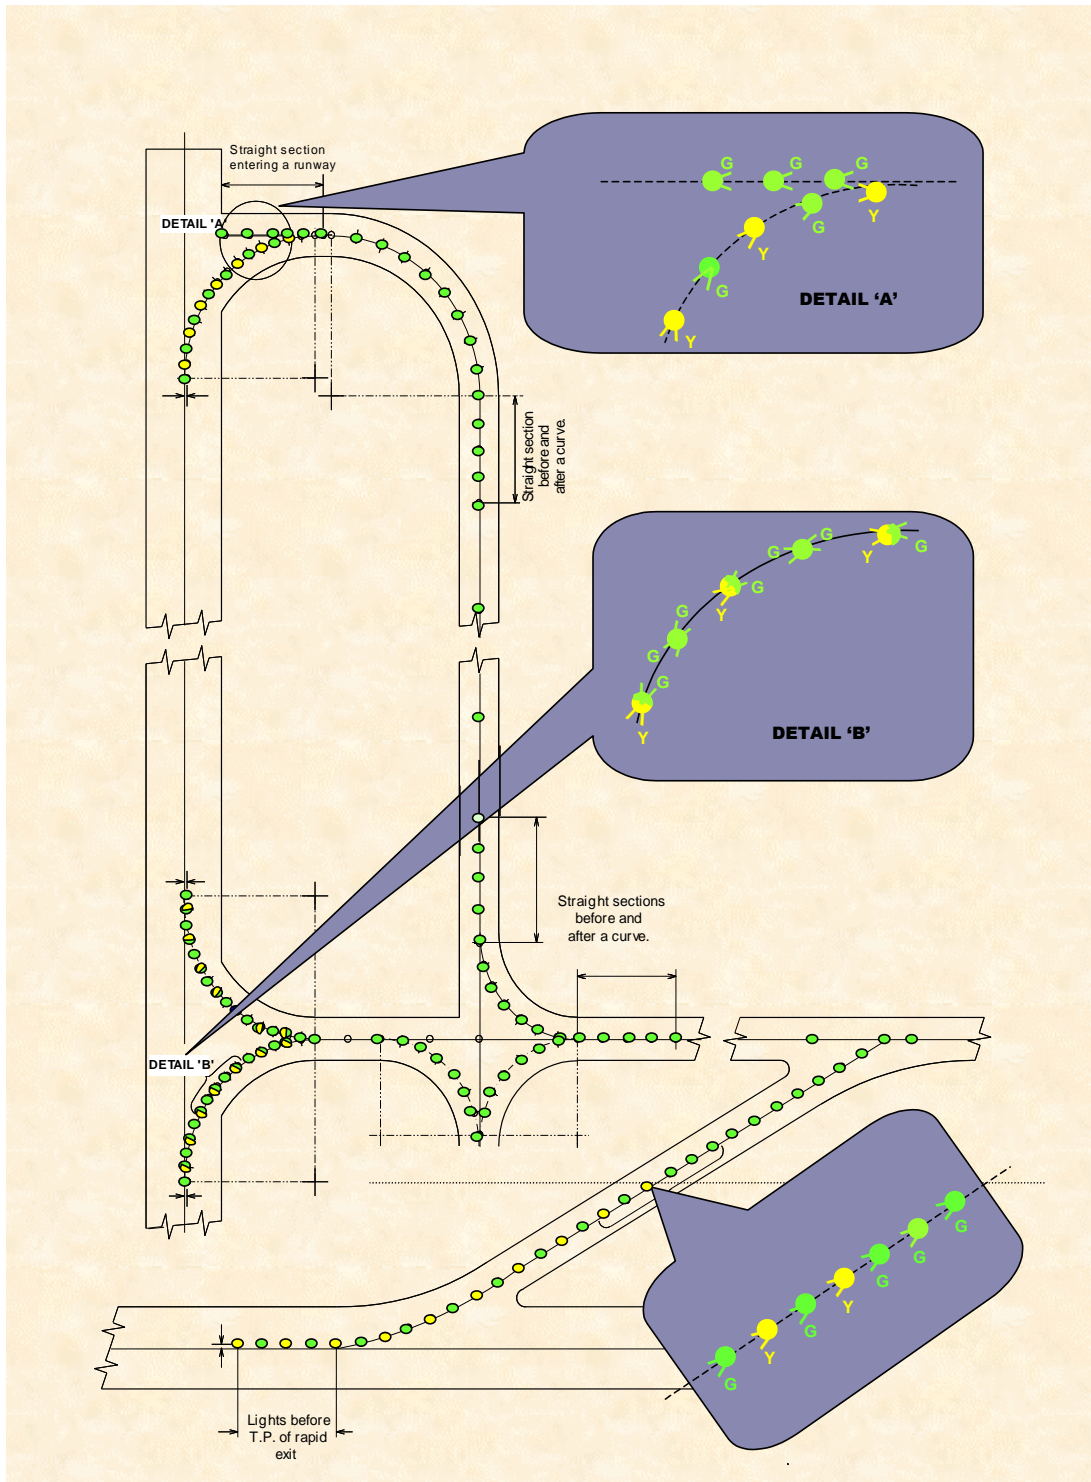 Straight section
entering a runway
DETAIL 'A'
G
G
G
Y
G
Y
G
Y
DETAIL ‘A’
Straight section
before and
after a curve.
G
G
Y
G
G
Y
G
G
G
Y
DETAIL ‘B’
Straight sections
before and
after a curve.
DETAIL 'B'
G
G
G
Y
G
Y
G
Lights before
T.P. of rapid
exit